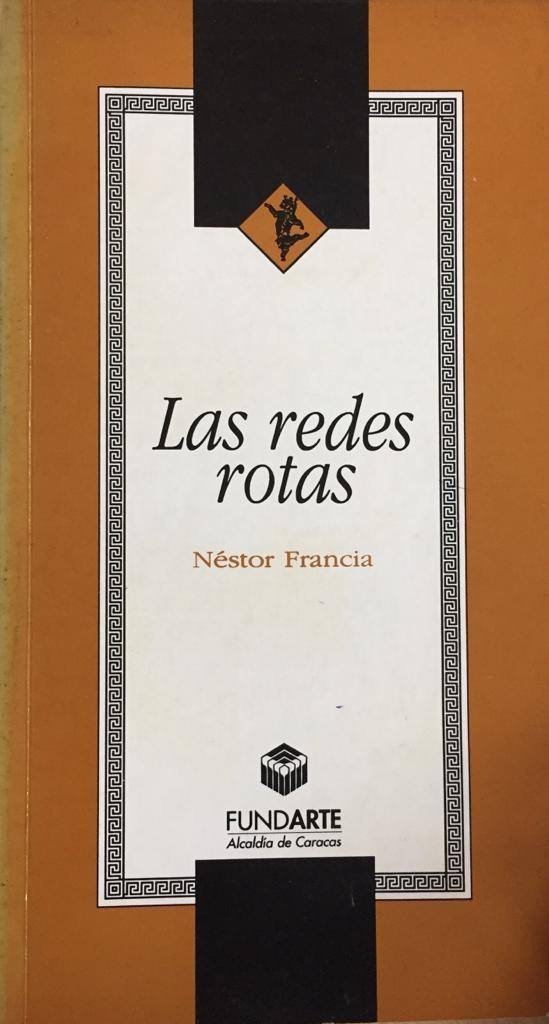 Las redes
rotas
Néstor Francia
FUNDARTE
Alcaldía de Caracas